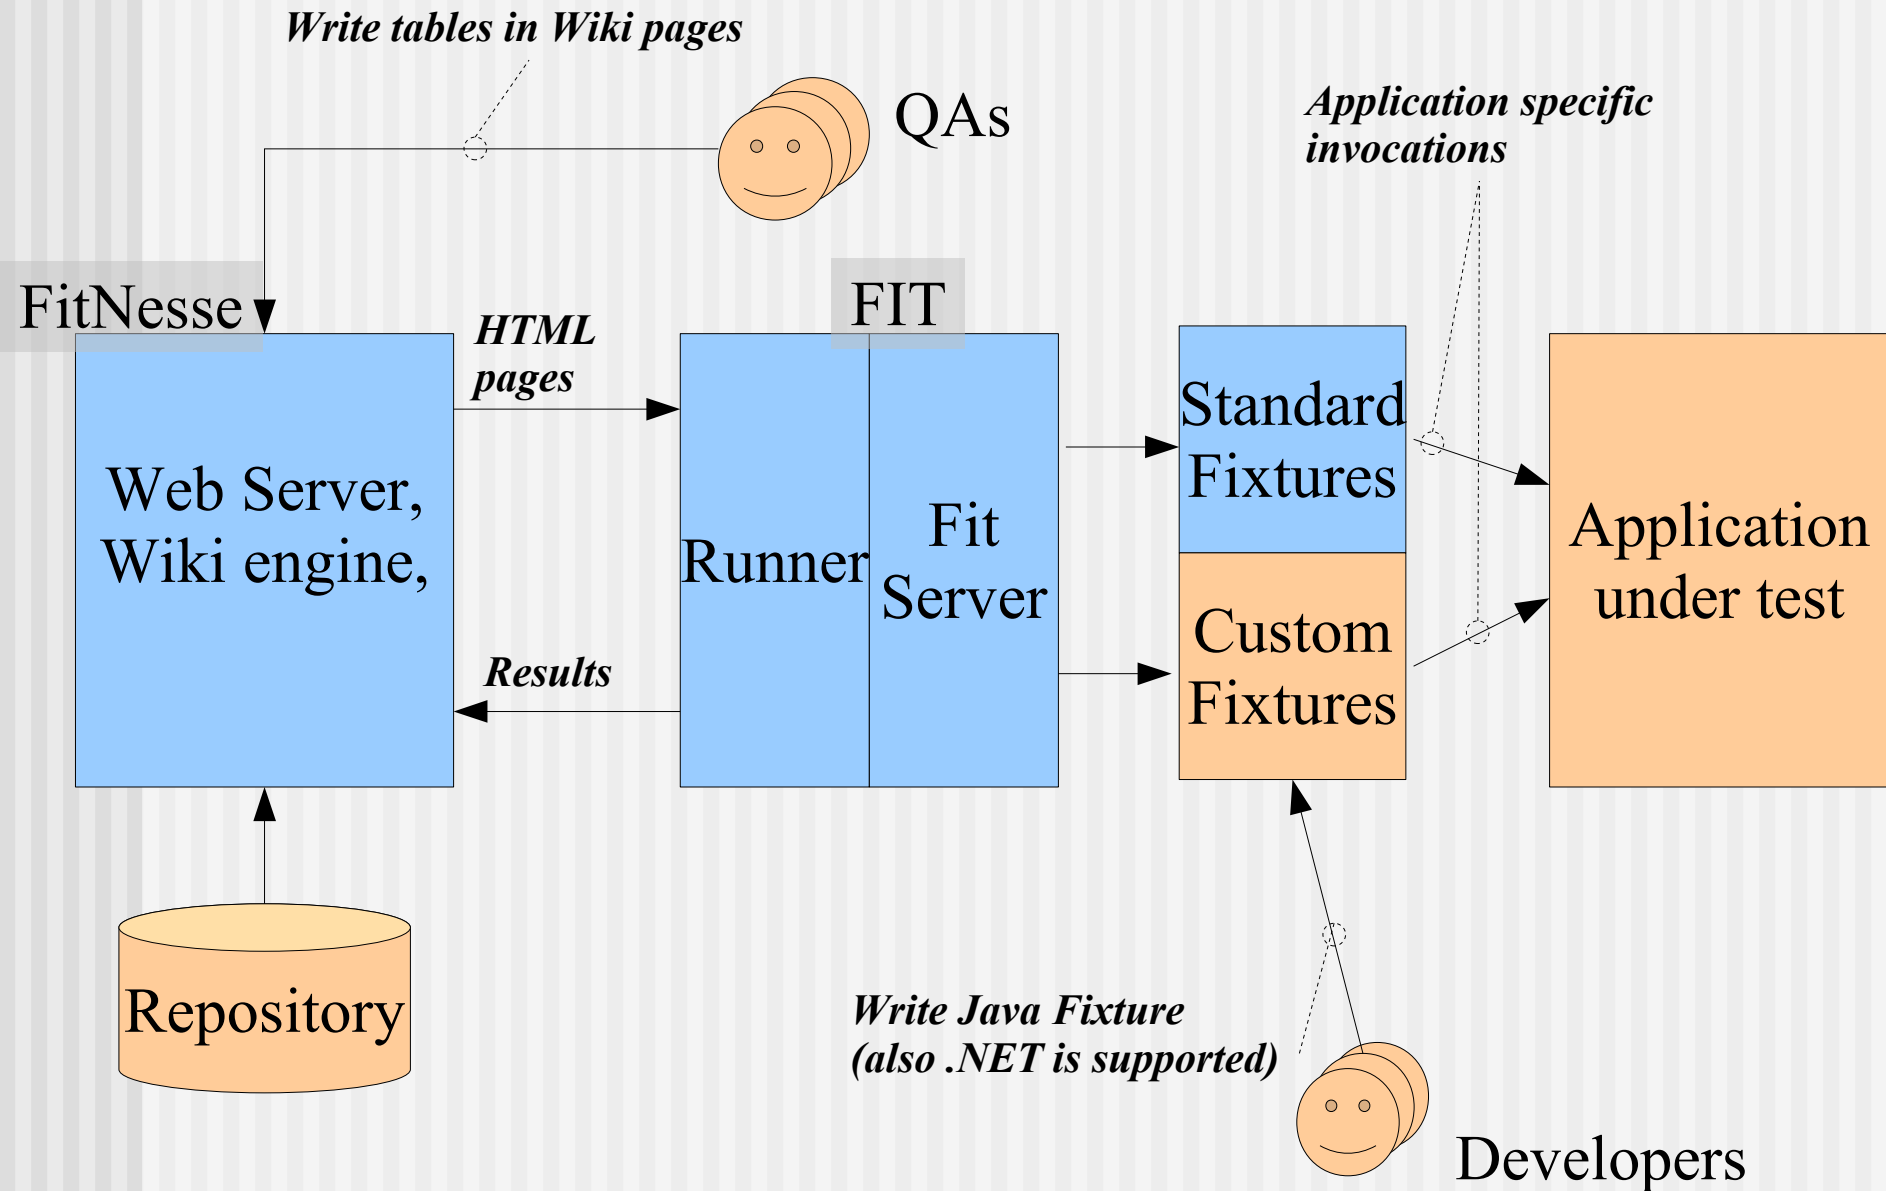 Write tables in Wiki pages
QAs
Application specific
invocations
FitNesse
FIT
HTML
pages
Web Server,
Wiki engine,
Results
Runner
Fit
Server
Standard
Fixtures
Custom
Fixtures
Application
under test
Repository
Write Java Fixture
(also .NET is supported)
Developers